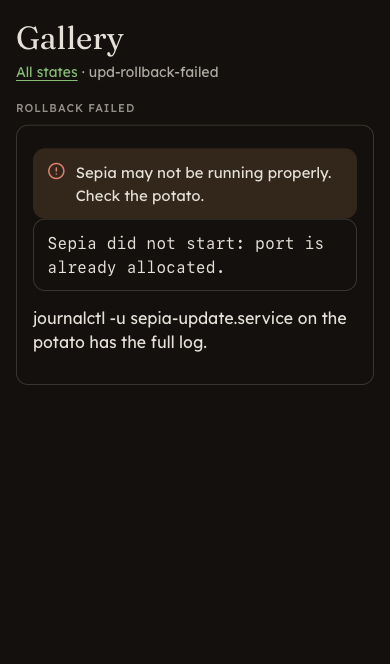 Gallery
All states · upd-rollback-failed
ROLLBACK FAILED
Sepia may not be running properly.
Check the potato.
Sepia did not start: port is
already allocated.
journalctl -u sepia-update.service on the
potato has the full log.